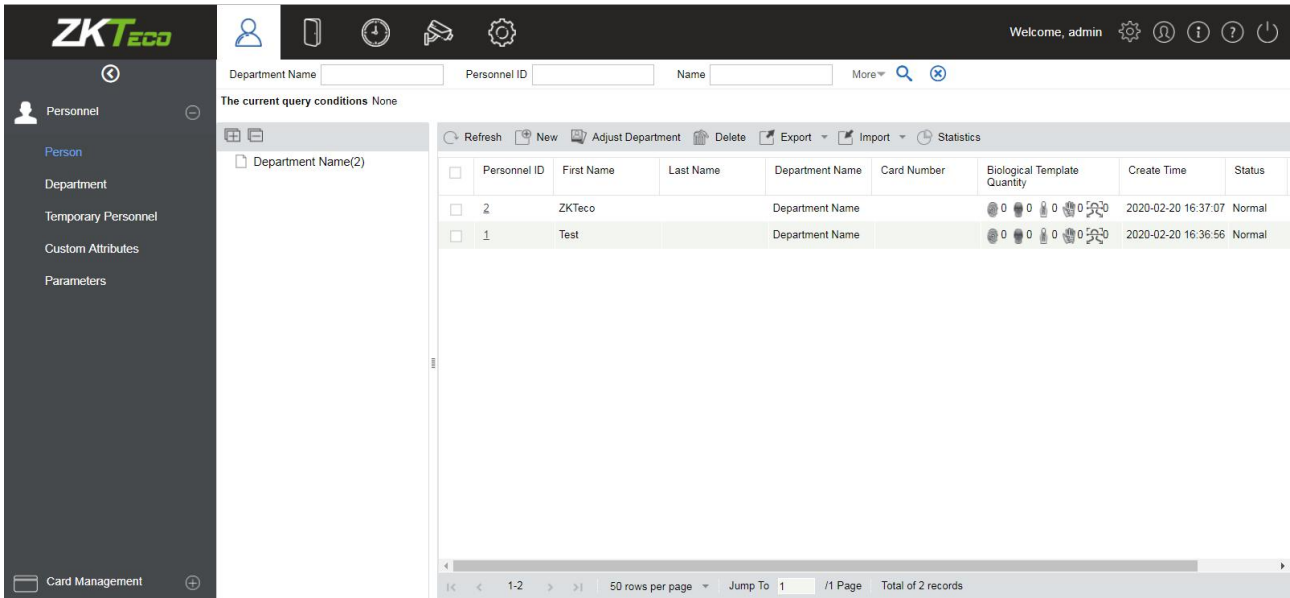 ZKTeco
Welcome, admin
Department Name Personnel ID Name More
The current query conditions None
Personnel
Person
Department
Temporary Personnel
Custom Attributes
Parameters
Card Management
Department Name(2)
Refresh New Adjust Department Delete Export Import Statistics
Personnel ID First Name Last Name Department Name Card Number Biological Template Quantity Create Time Status
2 ZKTeco Department Name 0 0 0 0 0 2020-02-20 16:37:07 Normal
1 Test Department Name 0 0 0 0 0 2020-02-20 16:36:56 Normal
1-2 50 rows per page Jump To 1 /1 Page Total of 2 records